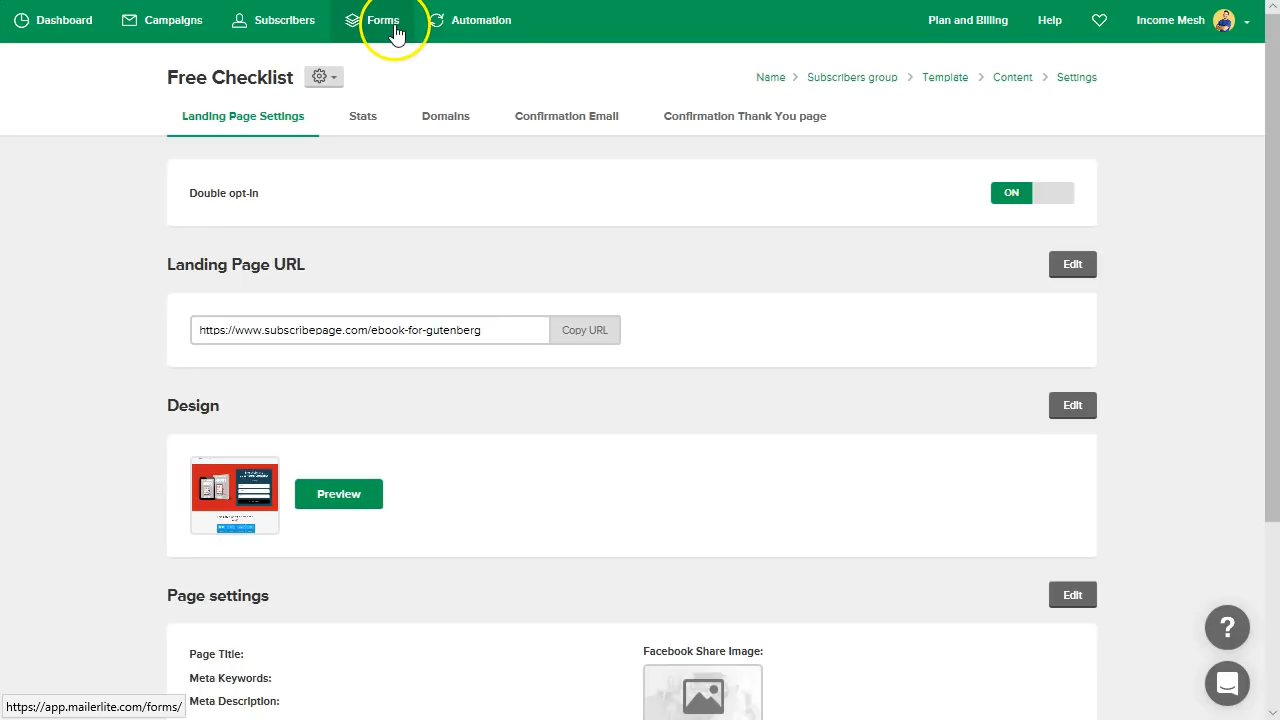 Dashboard Campaigns Subscribers Forms Automation Plan and Billing Help Income Mesh
Free Checklist
Name > Subscribers group > Template > Content > Settings
Landing Page Settings Stats Domains Confirmation Email Confirmation Thank You page
Double opt-in ON
Landing Page URL Edit
https://www.subscribepage.com/ebook-for-gutenberg Copy URL
Design Edit
Preview
Page settings Edit
Page Title: Facebook Share Image:
Meta Keywords:
Meta Description:
?
https://app.mailerlite.com/forms/